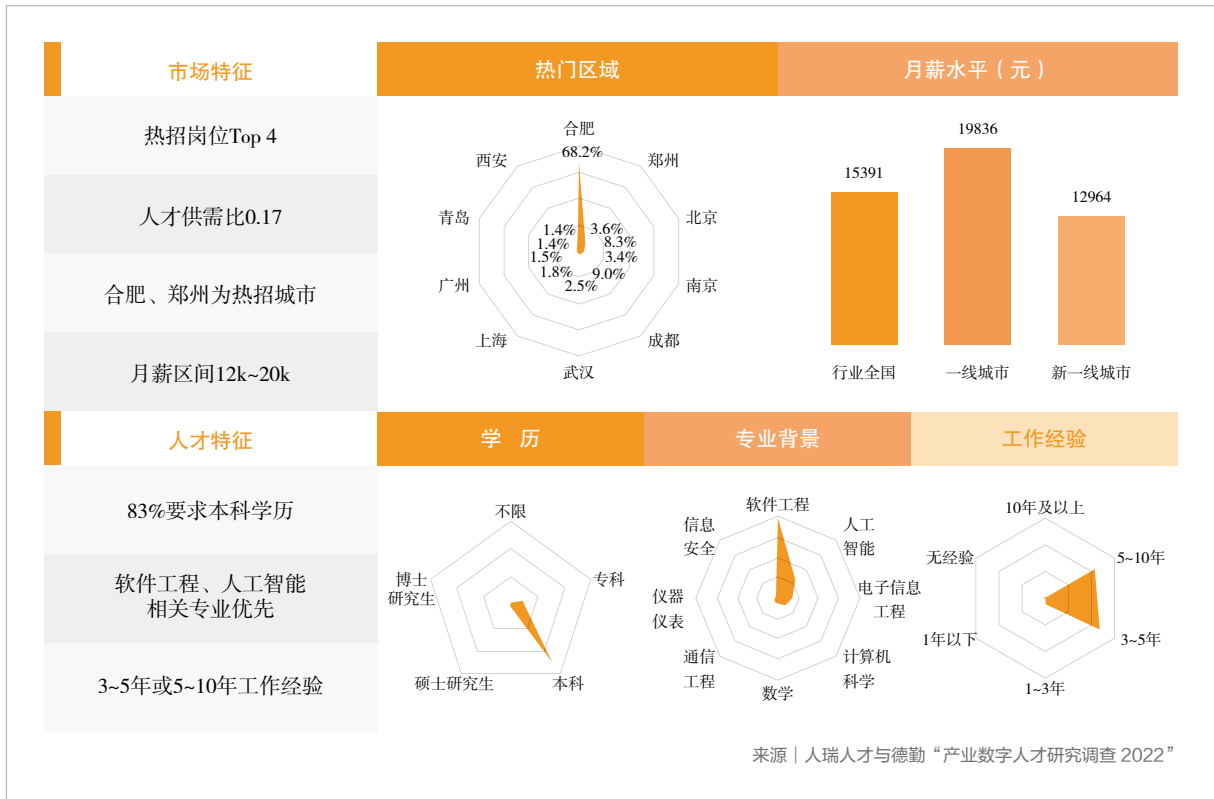 市场特征
热招岗位Top 4
人才供需比0.17
合肥、郑州为热招城市
月薪区间12k~20k
热门区域
合肥
68.2%
西安
郑州
青岛
北京
1.4%
3.6%
1.4%
8.3%
1.5%
3.4%
1.8%
9.0%
2.5%
广州
南京
上海
成都
武汉
月薪水平（元）
19836
15391
12964
行业全国
一线城市
新一线城市
人才特征
83%要求本科学历
软件工程、人工智能
相关专业优先
3~5年或5~10年工作经验
学 历
不限
博士
研究生
专科
硕士研究生
本科
专业背景
软件工程
信息
安全
人工
智能
仪器
仪表
电子信息
工程
通信
工程
计算机
科学
数学
工作经验
10年及以上
无经验
5~10年
1年以下
3~5年
1~3年
来源｜人瑞人才与德勤“产业数字人才研究调查 2022”